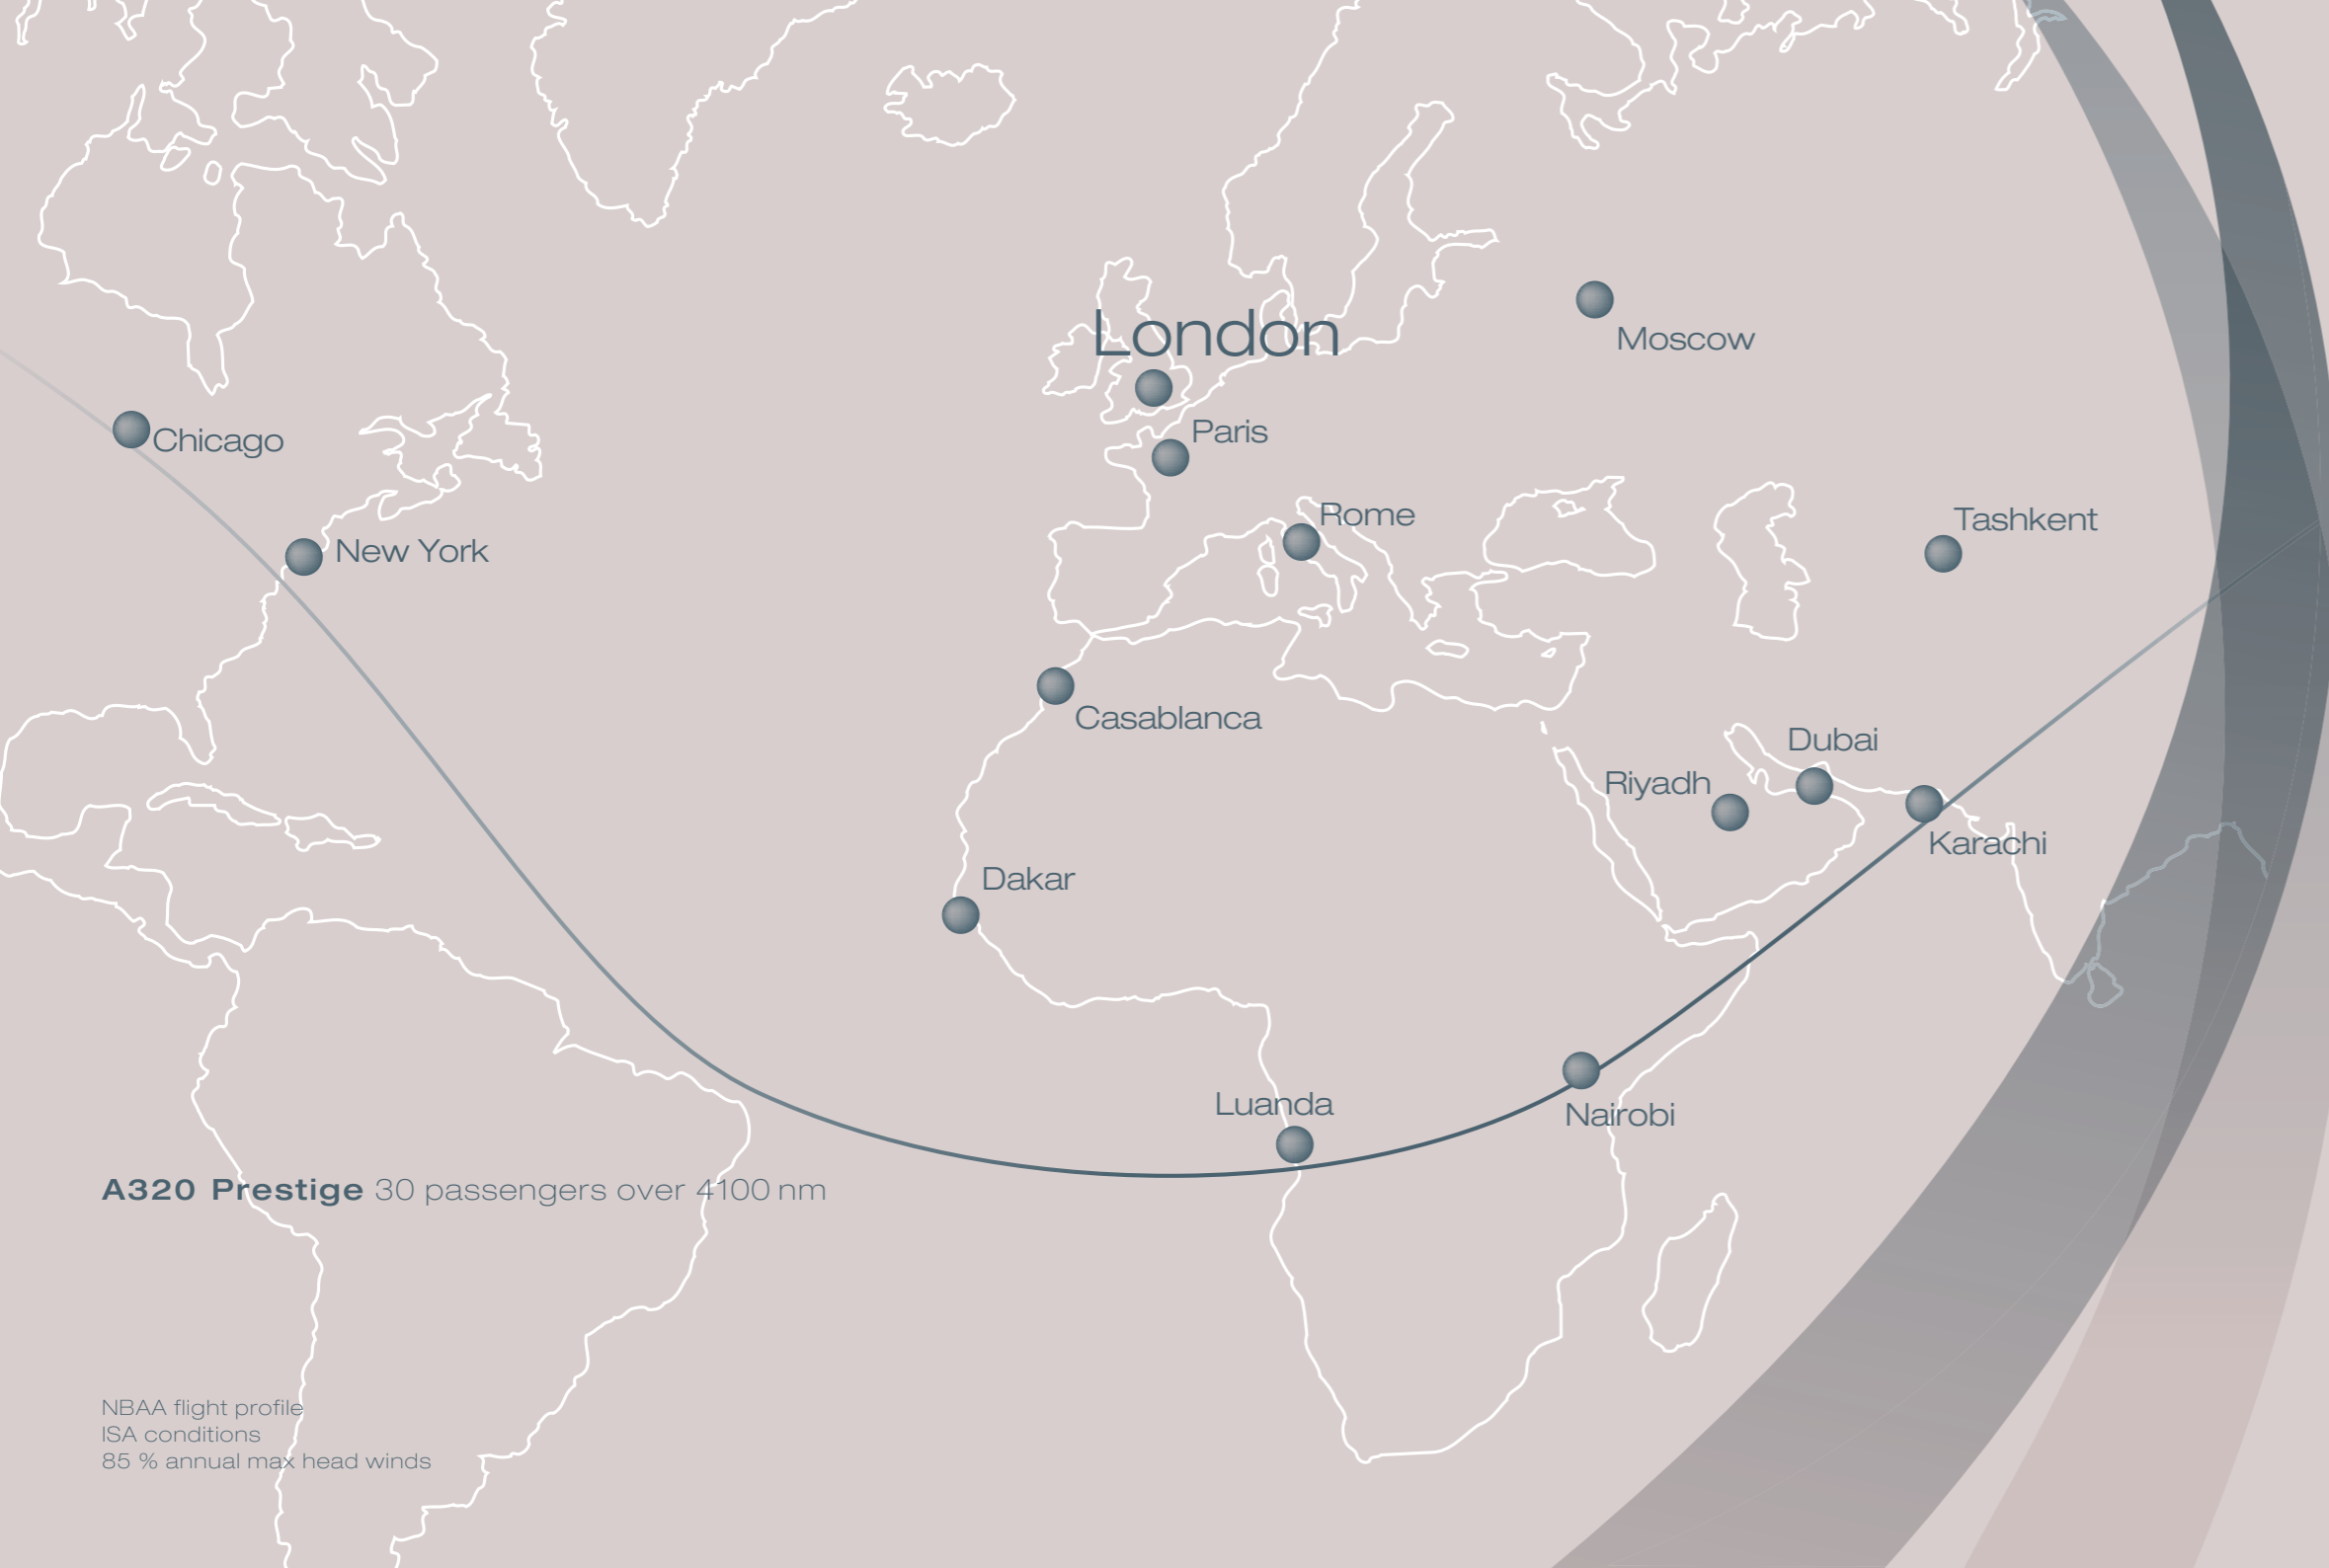 London
Moscow
Chicago
Paris
Rome
Tashkent
New York
Casablanca
Dubai
Riyadh
Karachi
Dakar
Luanda
Nairobi
A320 Prestige 30 passengers over 4100 nm
NBAA flight profile
ISA conditions
85 % annual max head winds